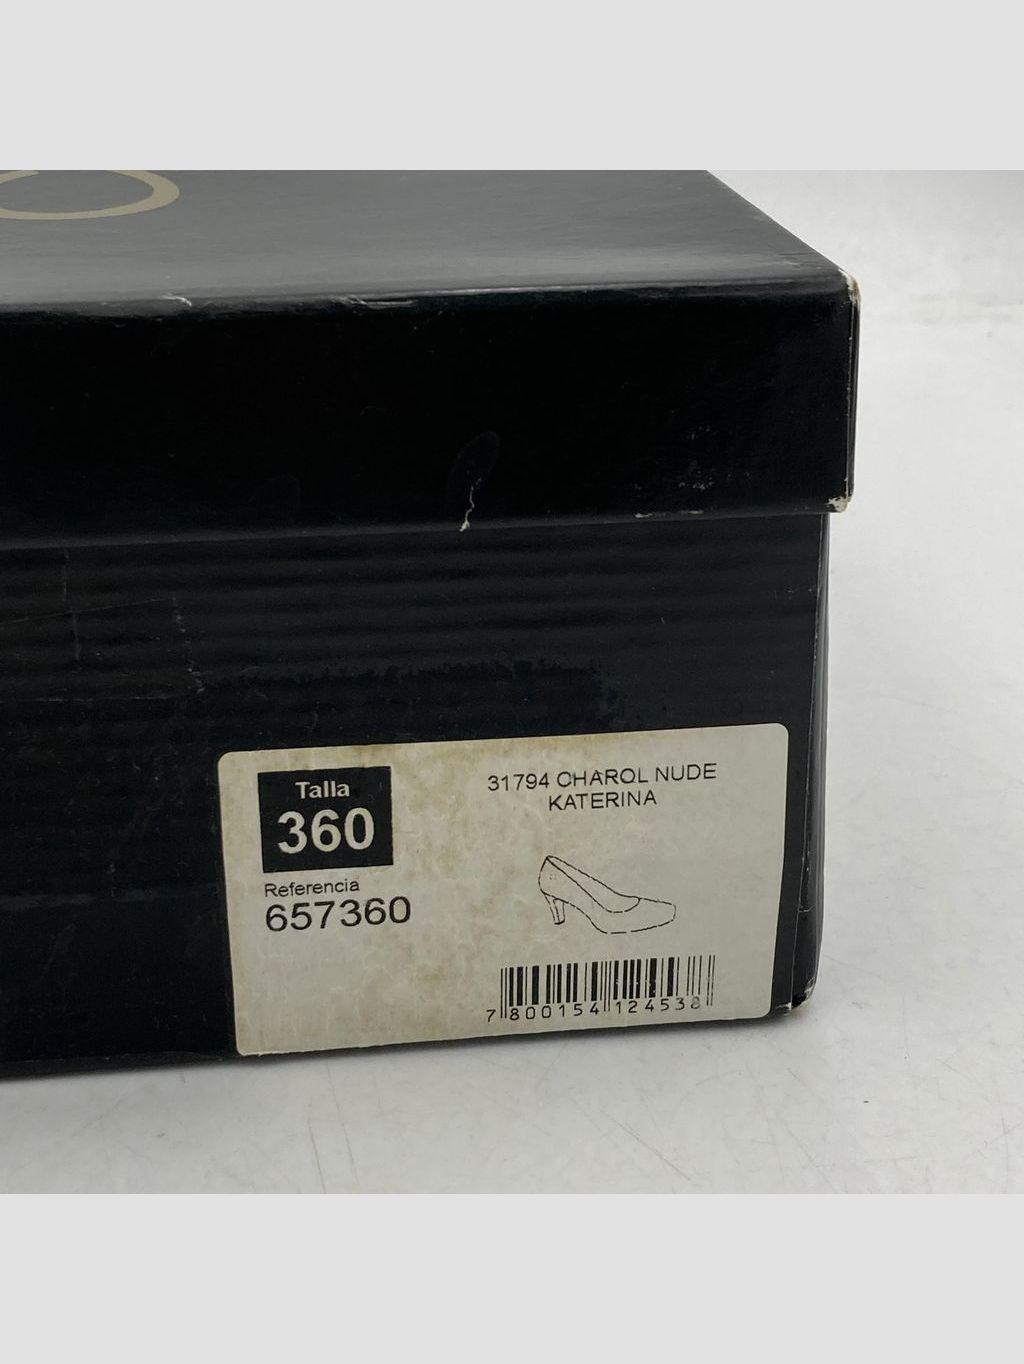 Talla
360
Referencia
657360
31794 CHAROL NUDE
KATERINA
7 800154 124538